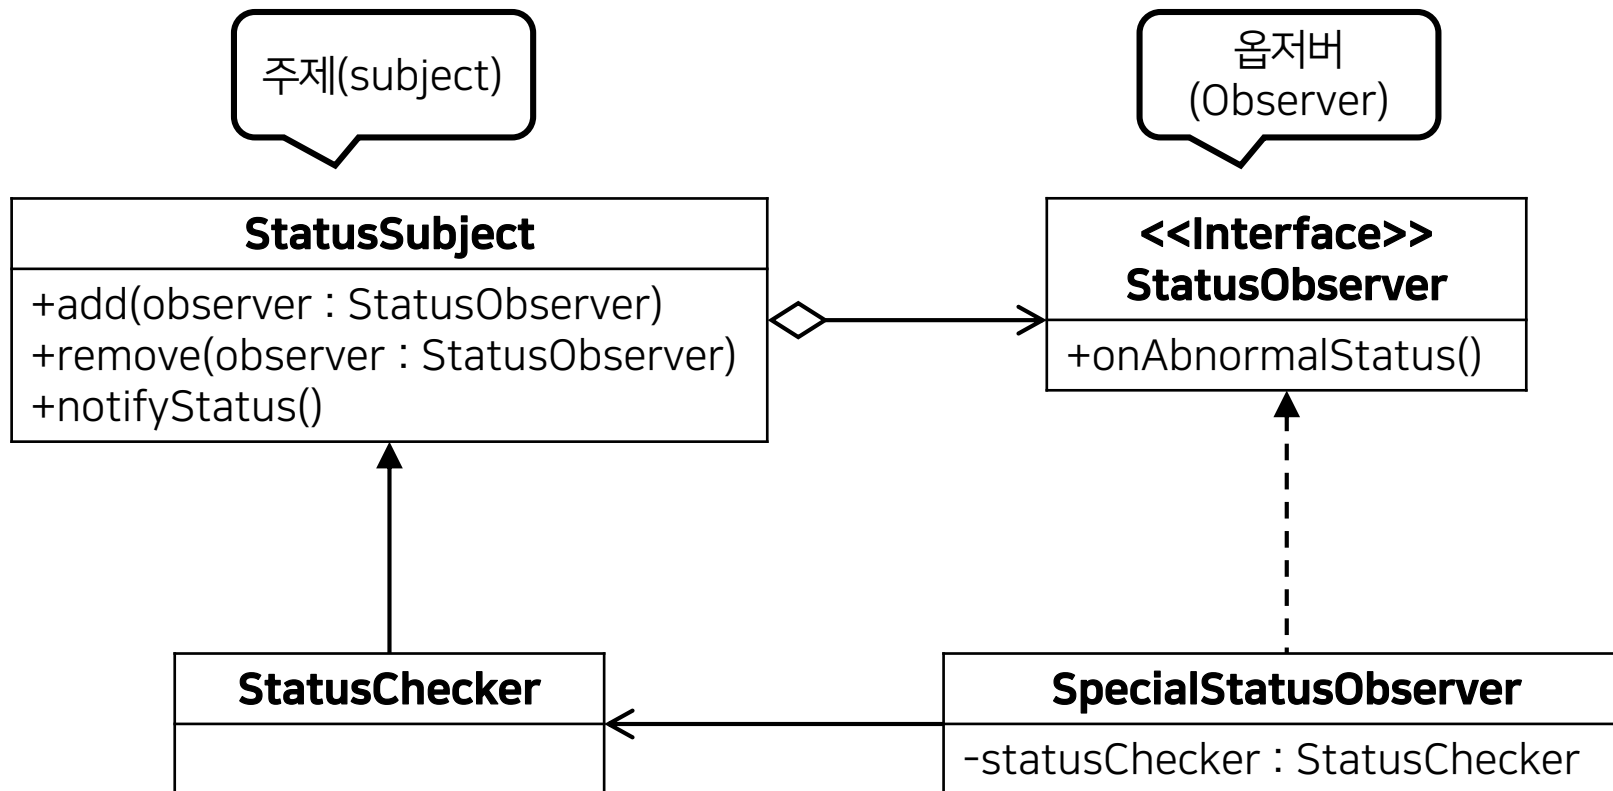 주제(subject)
옵저버
(Observer)
StatusSubject
+add(observer : StatusObserver)
+remove(observer : StatusObserver)
+notifyStatus()
<<Interface>>
StatusObserver
+onAbnormalStatus()
StatusChecker
SpecialStatusObserver
-statusChecker : StatusChecker